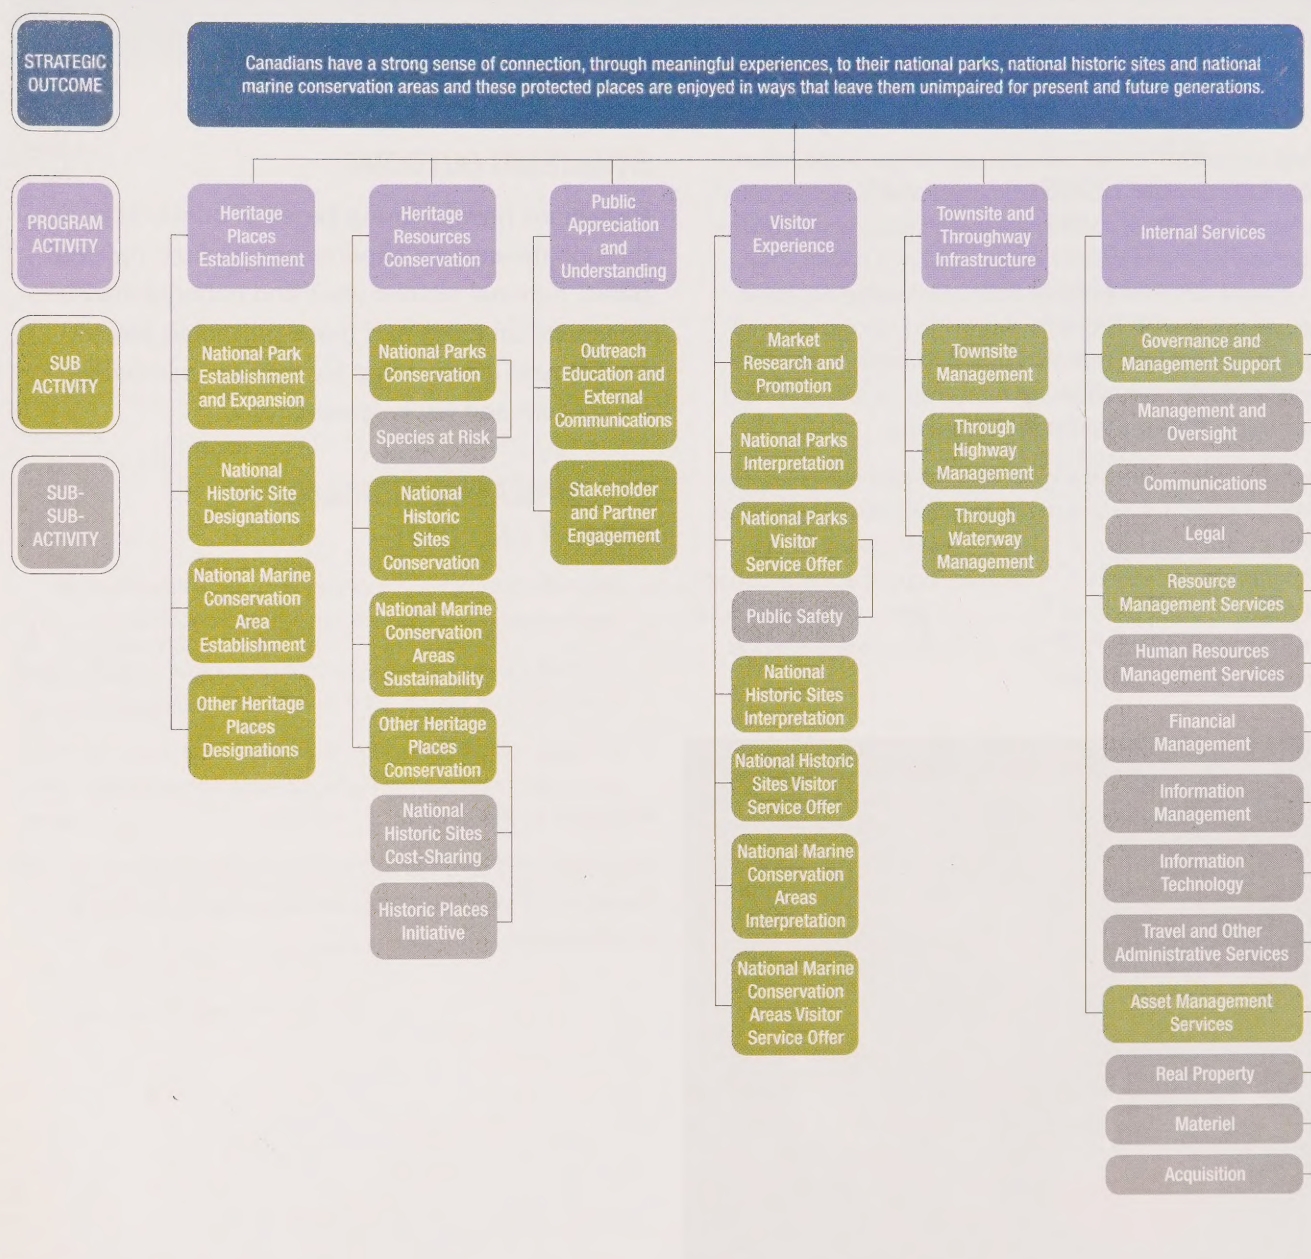 STRATEGIC
OUTCOME
Canadians have a strong sense of connection, through meaningful experiences, to their national parks, national historic sites and national
marine conservation areas and these protected places are enjoyed in ways that leave them unimpaired for present and future generations.
PROGRAM
ACTIVITY
SUB
ACTIVITY
SUB-
SUB-
ACTIVITY
Heritage
Places
Establishment
National Park
Establishment
and Expansion
National
Historic Site
Designations
National Marine
Conservation
Area
Establishment
Other Heritage
Places
Designations
Heritage
Resources
Conservation
National Parks
Conservation
Species at Risk
National
Historic
Sites
Conservation
National Marine
Conservation
Areas
Sustainability
Other Heritage
Places
Conservation
National
Historic Sites
Cost-Sharing
Historic Places
Initiative
Public
Appreciation
and
Understanding
Outreach
Education and
External
Communications
Stakeholder
and Partner
Engagement
Visitor
Experience
Market
Research and
Promotion
National Parks
Interpretation
National Parks
Visitor
Service Offer
Public Safety
National
Historic Sites
Interpretation
National Historic
Sites Visitor
Service Offer
National Marine
Conservation
Areas
Interpretation
National Marine
Conservation
Areas Visitor
Service Offer
Townsite and
Throughway
Infrastructure
Townsite
Management
Through
Highway
Management
Through
Waterway
Management
Internal Services
Governance and
Management Support
Management and
Oversight
Communications
Legal
Resource
Management Services
Human Resources
Management Services
Financial
Management
Information
Management
Information
Technology
Travel and Other
Administrative Services
Asset Management
Services
Real Property
Materiel
Acquisition